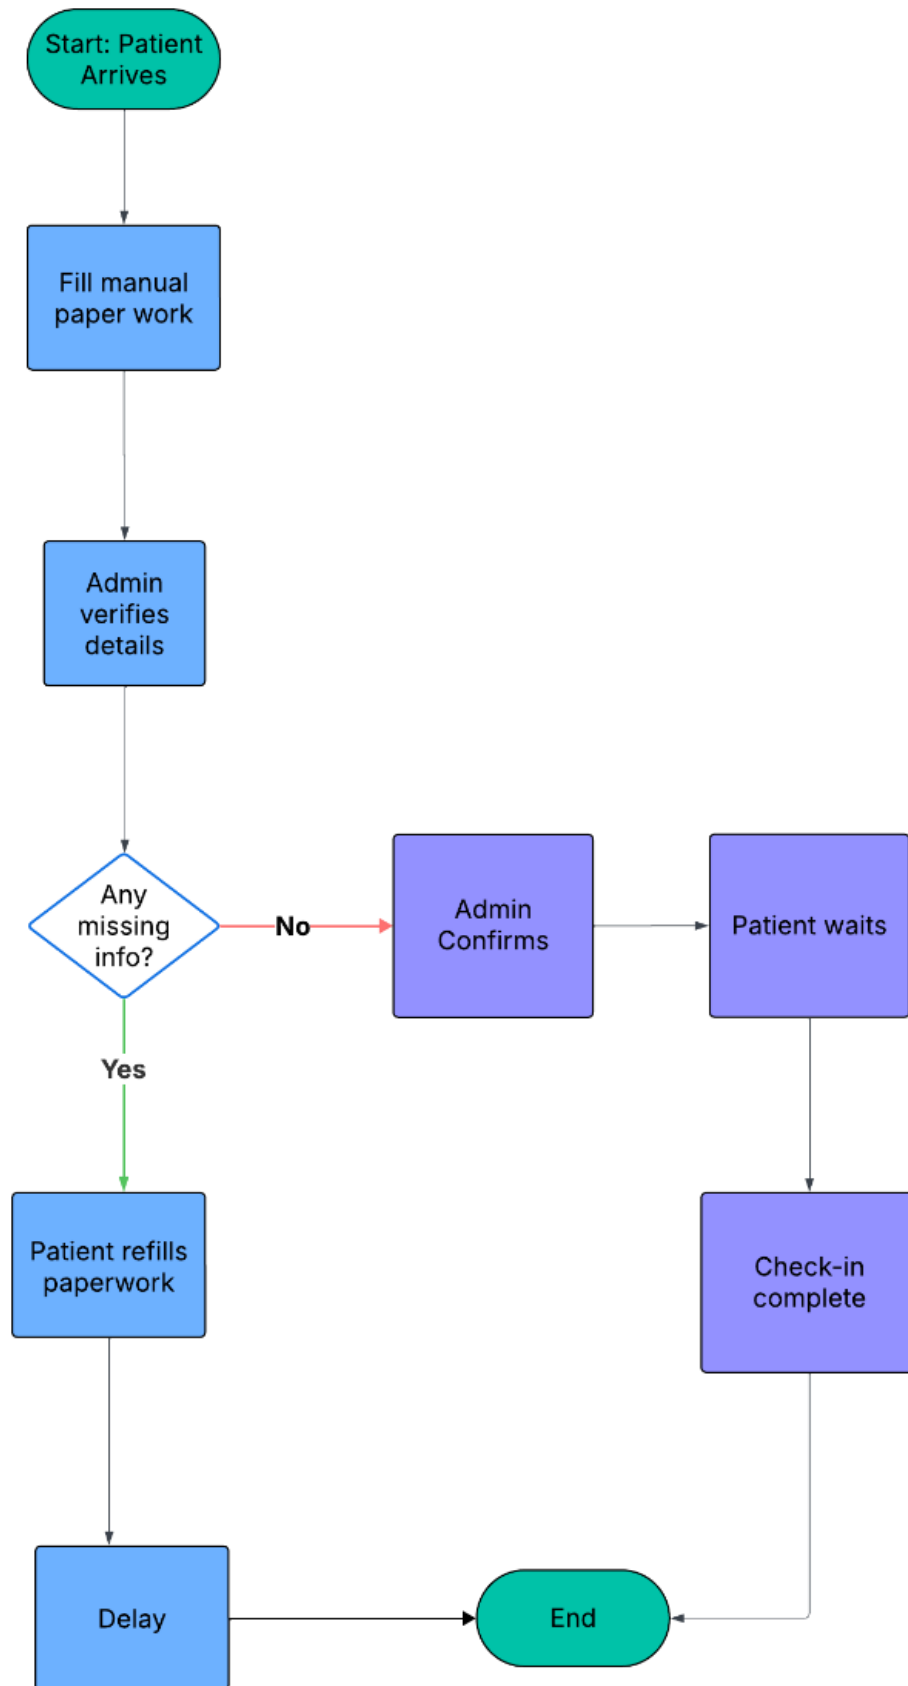 Start: Patient
Arrives
Fill manual
paper work
Admin
verifies
details
Any
missing
info?
No
Admin
Confirms
Patient waits
Yes
Patient refills
paperwork
Check-in
complete
Delay
End